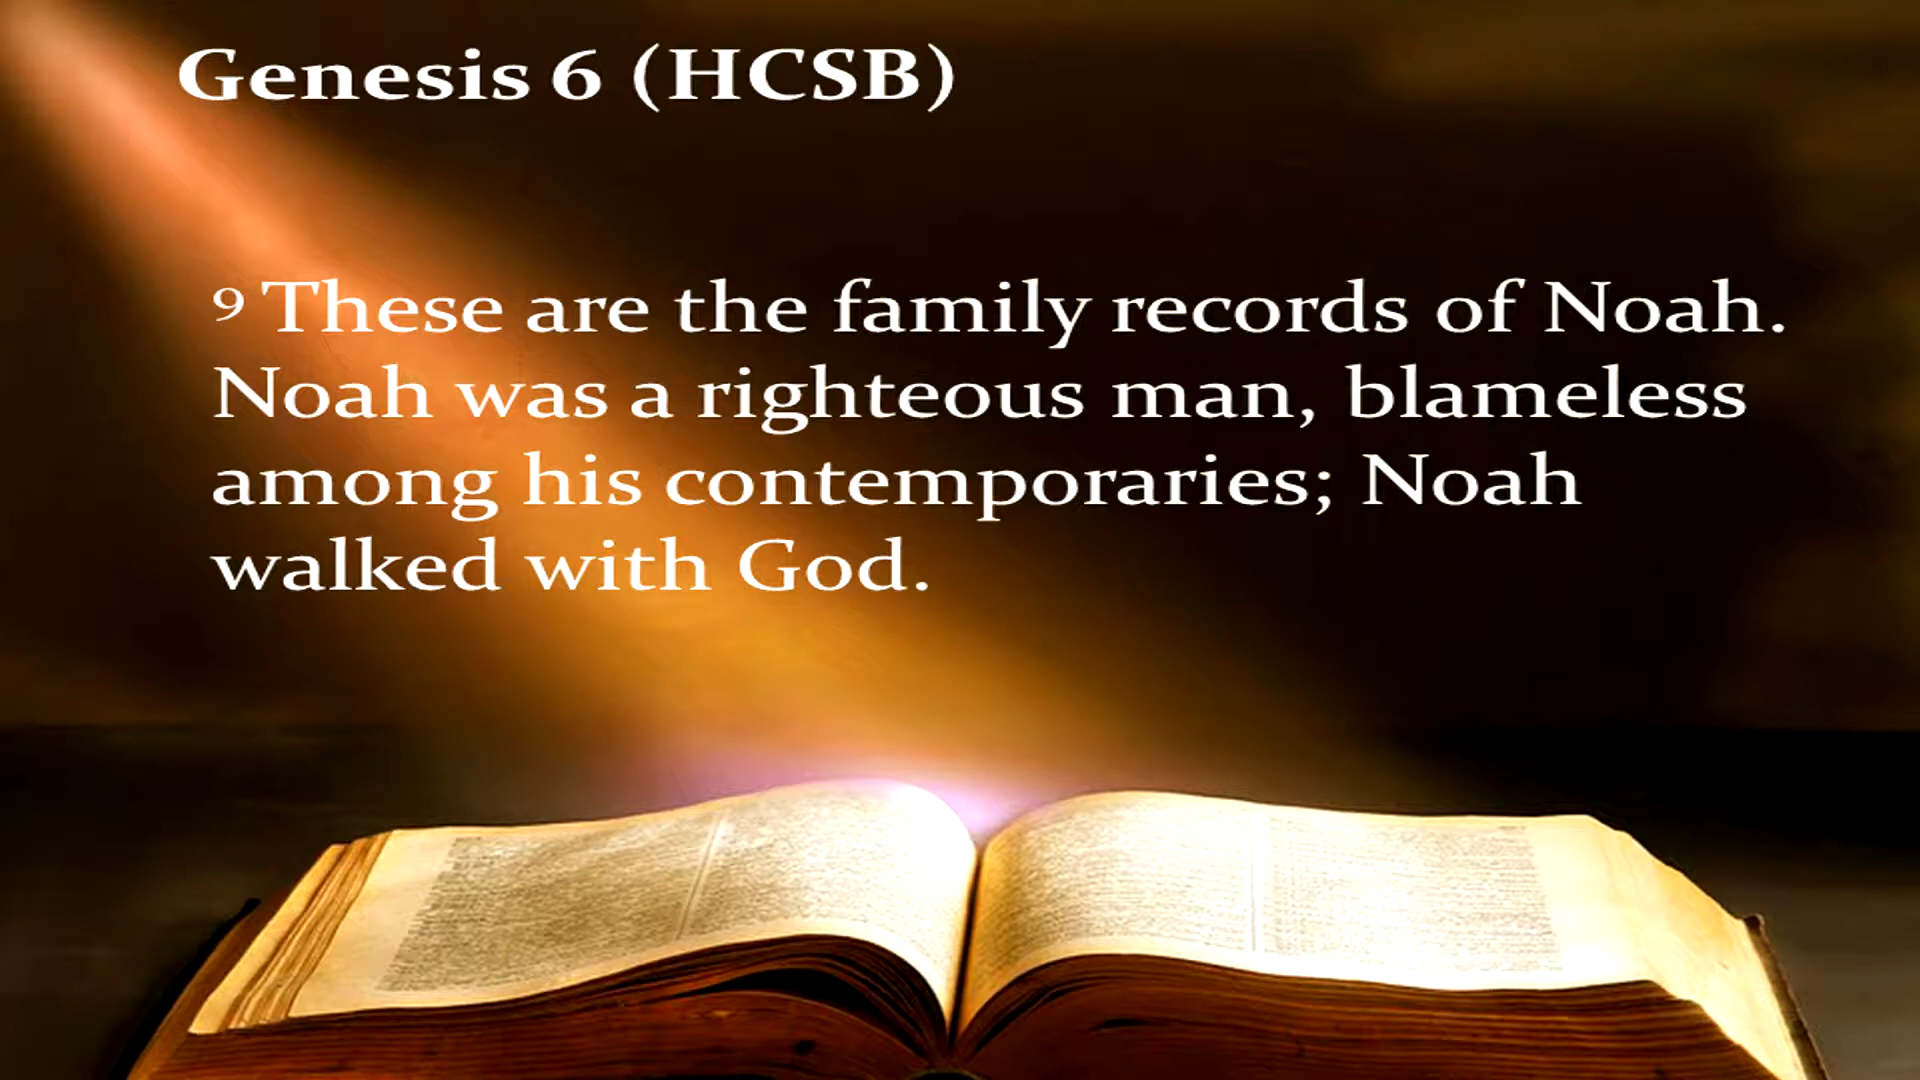 Genesis 6 (HCSB)
9 These are the family records of Noah.
Noah was a righteous man, blameless
among his contemporaries; Noah
walked with God.